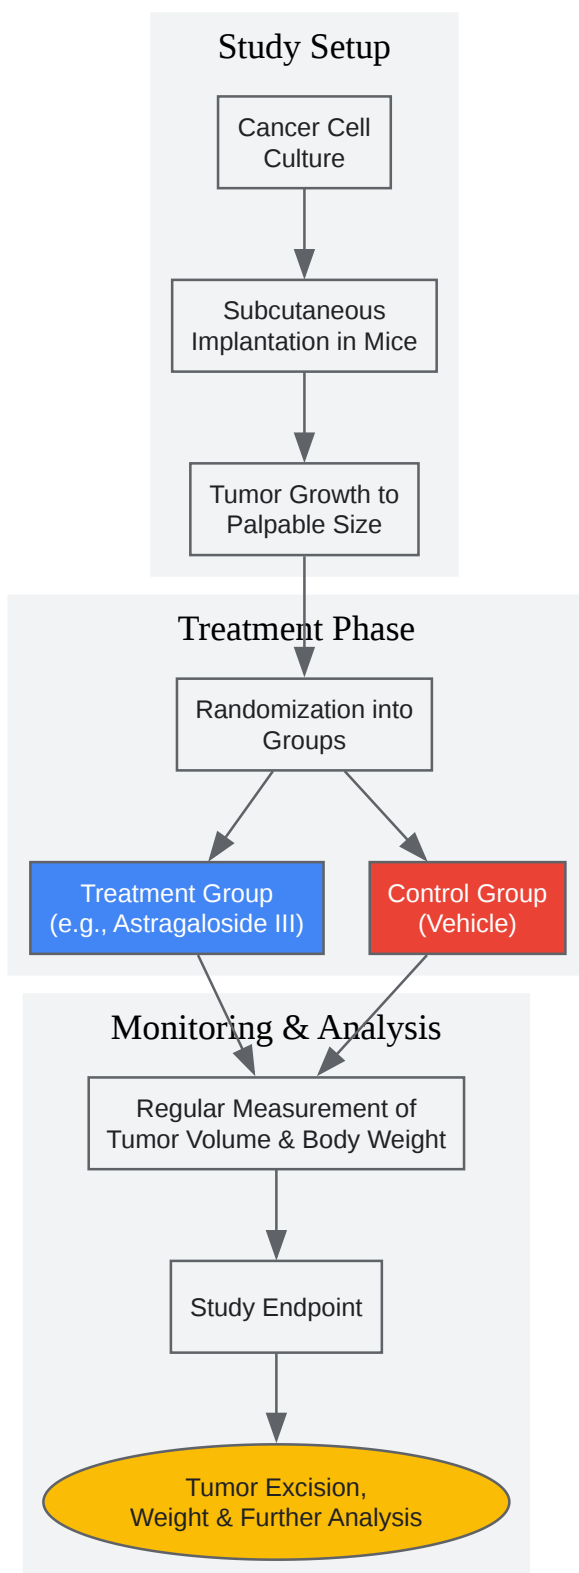 Study Setup
Cancer Cell
Culture
Subcutaneous
Implantation in Mice
Tumor Growth to
Palpable Size
Treatment Phase
Randomization into
Groups
Treatment Group
(e.g., Astragaloside III)
Control Group
(Vehicle)
Monitoring & Analysis
Regular Measurement of
Tumor Volume & Body Weight
Study Endpoint
Tumor Excision,
Weight & Further Analysis